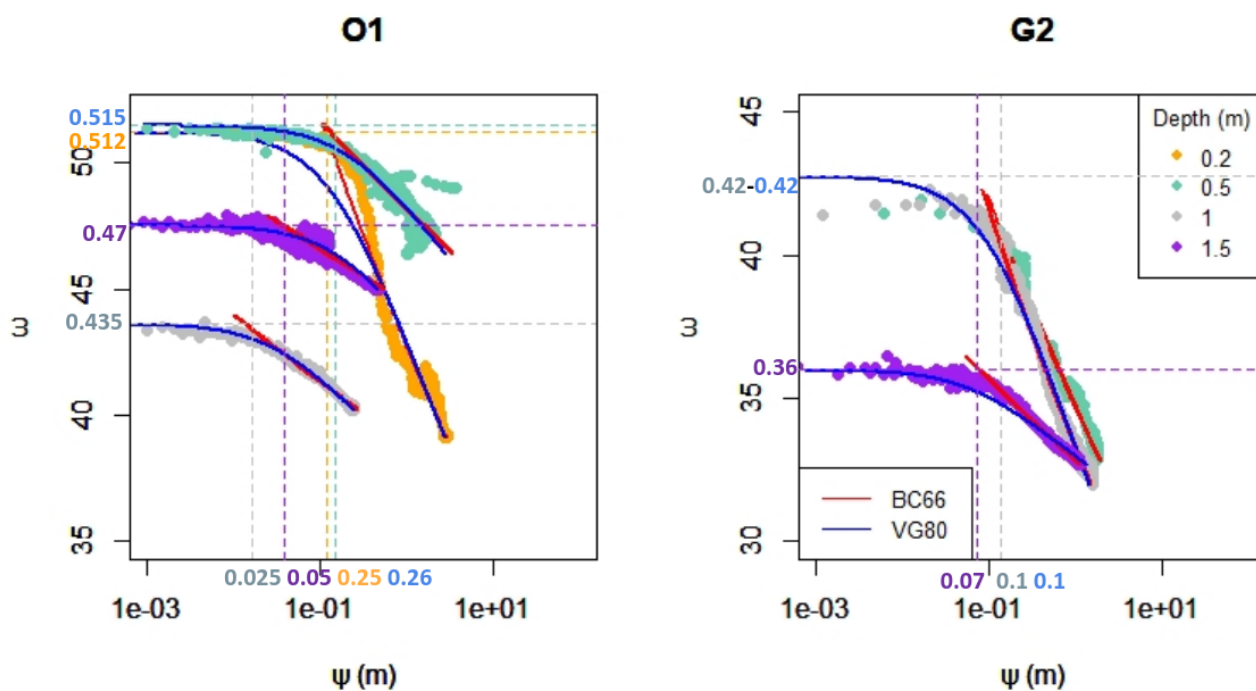 O1
G2
0.515
0.512
50
0.47
45
0.435
ω
40
35
0.025 0.05 0.25 0.26
1e-03 1e-01 1e+01
ψ (m)
45
0.42-0.42
40
ω
0.36
35
30
Depth (m)
0.2
0.5
1
1.5
BC66
VG80
0.07 0.1 0.1
1e-03 1e-01 1e+01
ψ (m)